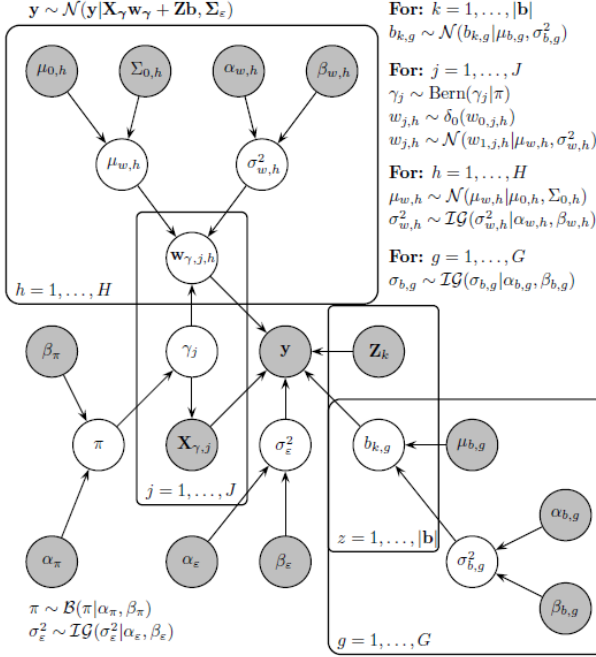 y ∼ 𝒩(y|X_γ w_γ + Zb, Σ_ε)
For: k = 1, . . . , |b|
b_{k,g} ∼ 𝒩(b_{k,g}|μ_{b,g}, σ²_{b,g})
For: j = 1, . . . , J
γ_j ∼ Bern(γ_j|π)
w_{j,h} ∼ δ_0(w_{0,j,h})
w_{j,h} ∼ 𝒩(w_{1,j,h}|μ_{w,h}, σ²_{w,h})
For: h = 1, . . . , H
μ_{w,h} ∼ 𝒩(μ_{w,h}|μ_{0,h}, Σ_{0,h})
σ²_{w,h} ∼ ℐ𝒢(σ²_{w,h}|α_{w,h}, β_{w,h})
For: g = 1, . . . , G
σ_{b,g} ∼ ℐ𝒢(σ_{b,g}|α_{b,g}, β_{b,g})
μ_{0,h} Σ_{0,h} α_{w,h} β_{w,h}
μ_{w,h} σ²_{w,h}
w_{γ,j,h}
h = 1, . . . , H
β_π γ_j y Z_k
π X_{γ,j} σ²_ε b_{k,g} μ_{b,g}
j = 1, . . . , J
α_{b,g}
z = 1, . . . , |b|
α_π α_ε β_ε σ²_{b,g}
β_{b,g}
g = 1, . . . , G
π ∼ ℬ(π|α_π, β_π)
σ²_ε ∼ ℐ𝒢(σ²_ε|α_ε, β_ε)